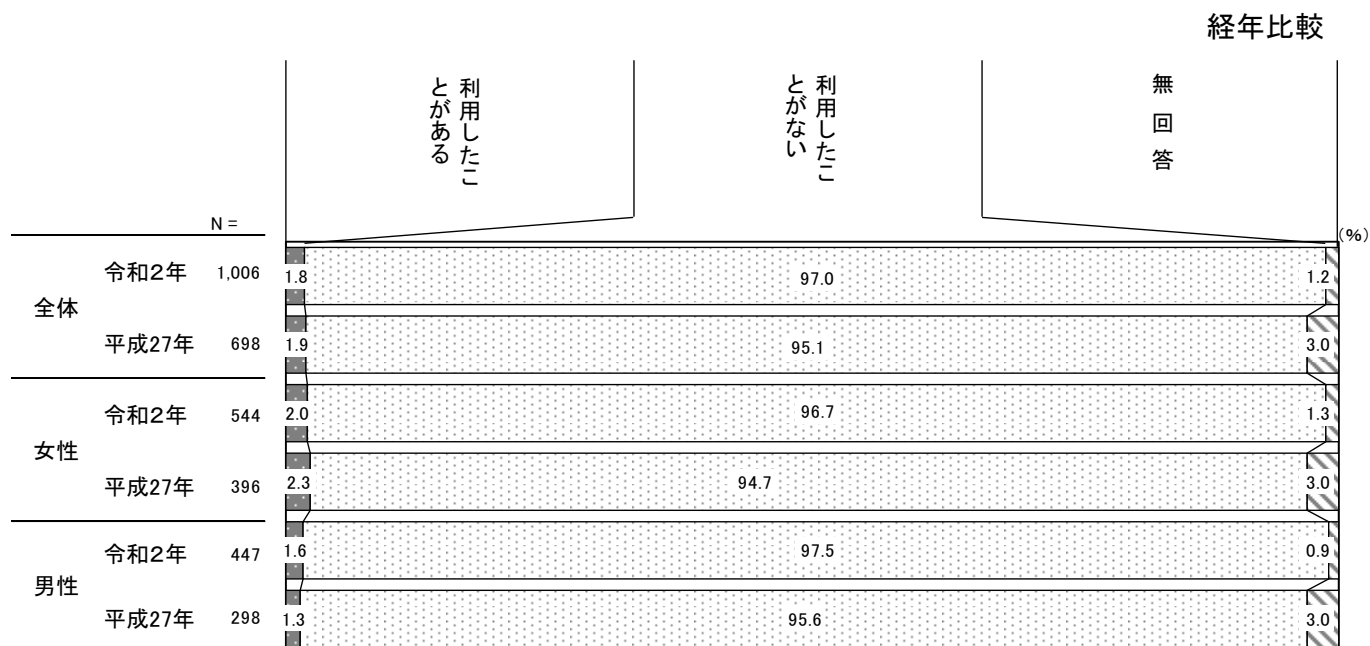 経年比較
利用したこ
とがある
利用したこ
とがない
無回答
N =
(%)
全体
令和2年 1,006 1.8 97.0 1.2
平成27年 698 1.9 95.1 3.0
女性
令和2年 544 2.0 96.7 1.3
平成27年 396 2.3 94.7 3.0
男性
令和2年 447 1.6 97.5 0.9
平成27年 298 1.3 95.6 3.0